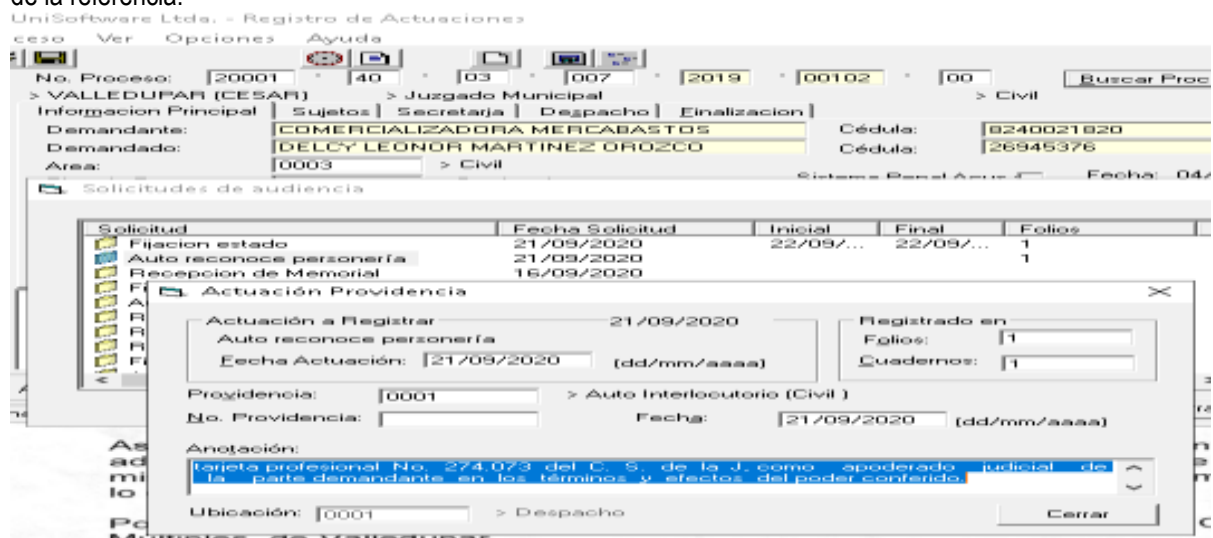 de la referencia.
UniSoftware Ltda. - Registro de Actuaciones
ceso Ver Opciones Ayuda
No. Proceso: 20001 - 40 - 03 - 007 - 2019 - 00102 - 00 Buscar Proc
> VALLEDUPAR (CESAR) > Juzgado Municipal > Civil
Informacion Principal Sujetos Secretaria Despacho Finalizacion
Demandante: COMERCIALIZADORA MERCABASTOS Cédula: 8240021820
Demandado: DELCY LEONOR MARTINEZ OROZCO Cédula: 26945376
Area: 0003 > Civil
Fecha: 04/
Solicitudes de audiencia
Solicitud Fecha Solicitud Inicial Final Folios
Fijacion estado 21/09/2020 22/09/... 22/09/... 1
Auto reconoce personería 21/09/2020 1
Recepcion de Memorial 16/09/2020
Actuación Providencia
Actuación a Registrar 21/09/2020 Registrado en
Auto reconoce personería Folios: 1
Fecha Actuación: 21/09/2020 (dd/mm/aaaa) Cuadernos: 1
Providencia: 0001 > Auto Interlocutorio (Civil )
No. Providencia: Fecha: 21/09/2020 (dd/mm/aaaa)
Anotación:
tarjeta profesional No. 274.073 del C. S. de la J. como apoderado judicial de
la parte demandante en los términos y efectos del poder conferido.
Ubicación: 0001 > Despacho Cerrar